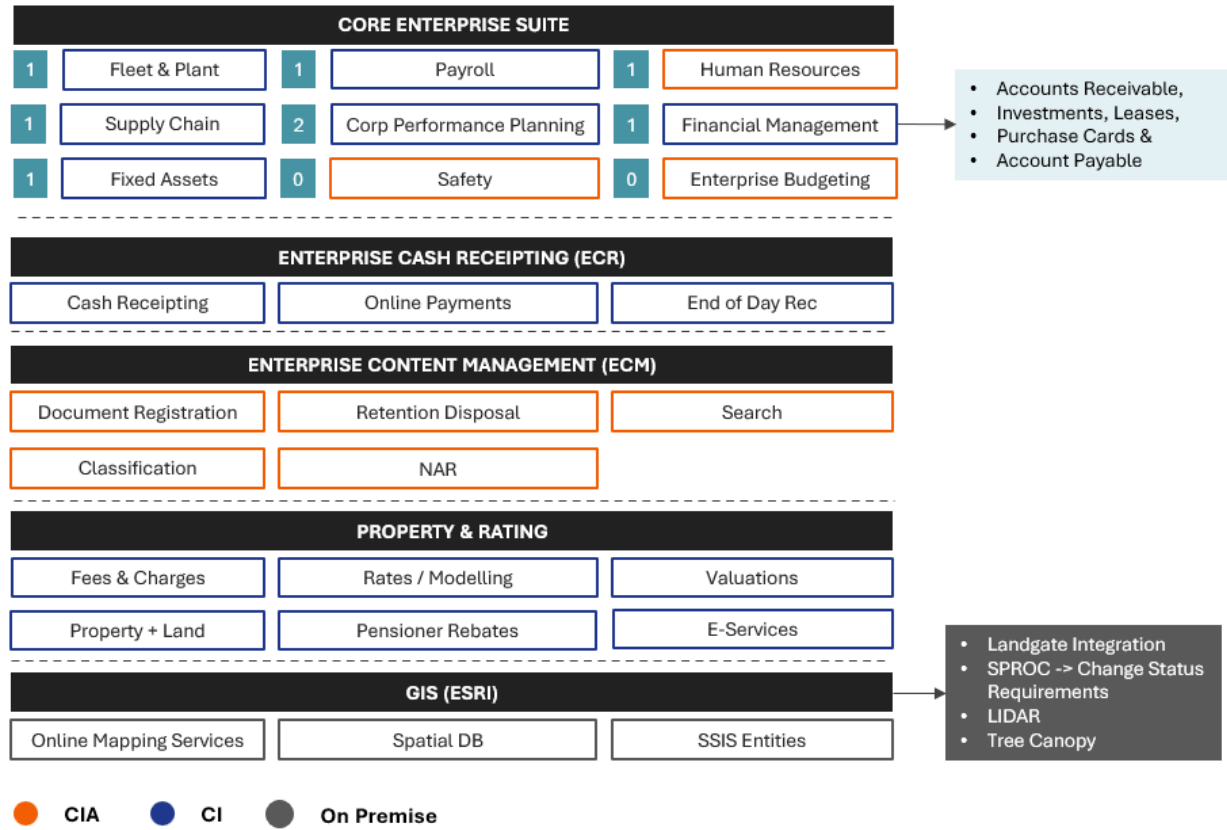 CORE ENTERPRISE SUITE
1 Fleet & Plant 1 Payroll 1 Human Resources
1 Supply Chain 2 Corp Performance Planning 1 Financial Management
1 Fixed Assets 0 Safety 0 Enterprise Budgeting
• Accounts Receivable,
• Investments, Leases,
• Purchase Cards &
• Account Payable
ENTERPRISE CASH RECEIPTING (ECR)
Cash Receipting Online Payments End of Day Rec
ENTERPRISE CONTENT MANAGEMENT (ECM)
Document Registration Retention Disposal Search
Classification NAR
PROPERTY & RATING
Fees & Charges Rates / Modelling Valuations
Property + Land Pensioner Rebates E-Services
GIS (ESRI)
Online Mapping Services Spatial DB SSIS Entities
• Landgate Integration
• SPROC -> Change Status
Requirements
• LIDAR
• Tree Canopy
CIA CI On Premise